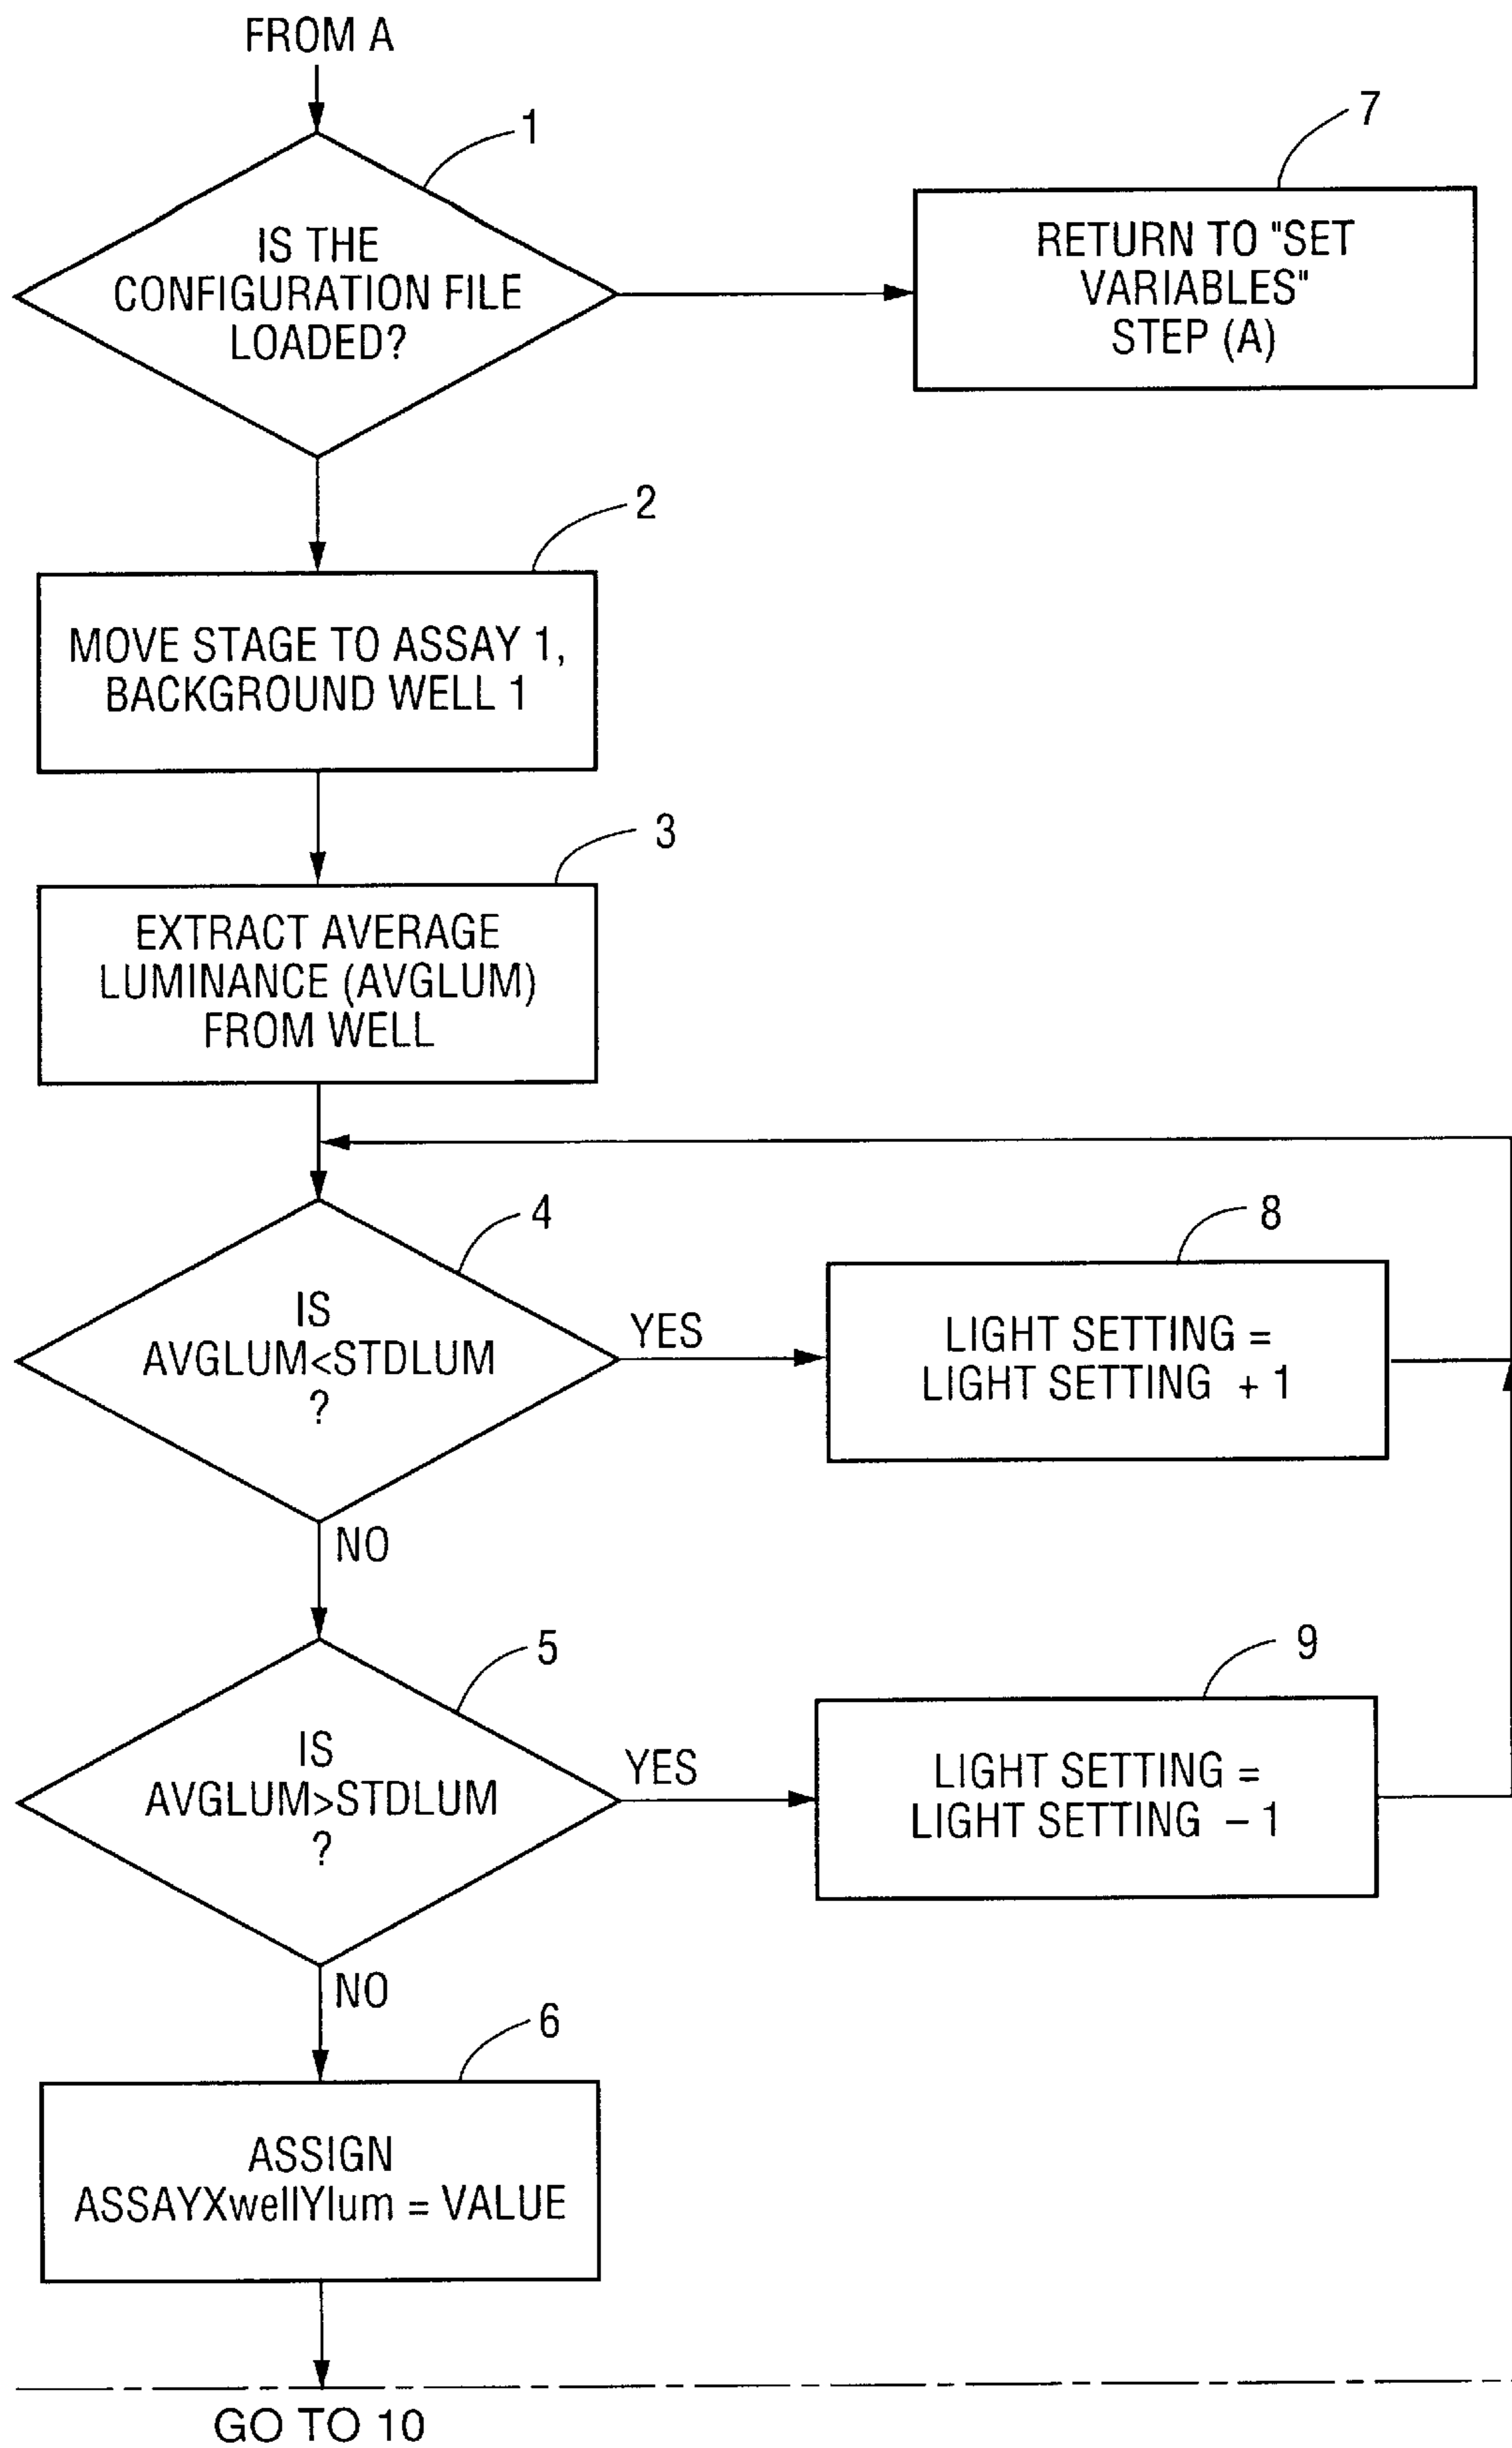 FROM A
1
IS THE
CONFIGURATION FILE
LOADED?
7
RETURN TO "SET
VARIABLES"
STEP (A)
2
MOVE STAGE TO ASSAY 1,
BACKGROUND WELL 1
3
EXTRACT AVERAGE
LUMINANCE (AVGLUM)
FROM WELL
4
IS
AVGLUM<STDLUM
?
YES
8
LIGHT SETTING =
LIGHT SETTING + 1
NO
5
IS
AVGLUM>STDLUM
?
YES
9
LIGHT SETTING =
LIGHT SETTING – 1
NO
6
ASSIGN
ASSAYXwellYlum = VALUE
GO TO 10